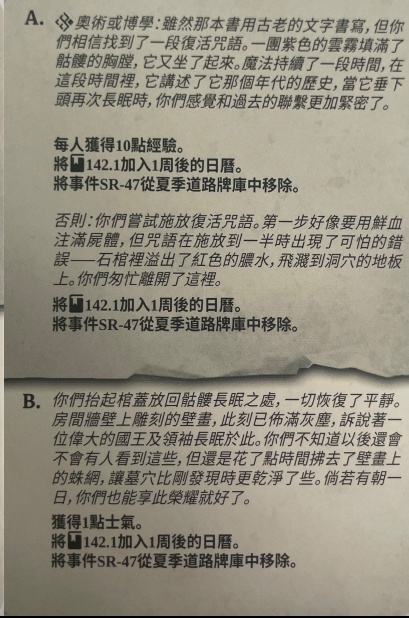 A. 奧術或博學：雖然那本書用古老的文字書寫，但你
們相信找到了一段復活咒語。一團紫色的雲霧填滿了
骷髏的胸膛，它又坐了起來。魔法持續了一段時間，在
這段時間裡，它講述了它那個年代的歷史，當它垂下
頭再次長眠時，你們感覺和過去的聯繫更加緊密了。
每人獲得10點經驗。
將142.1加入1周後的日曆。
將事件SR-47從夏季道路牌庫中移除。
否則：你們嘗試施放復活咒語。第一步好像要用鮮血
注滿屍體，但咒語在施放到一半時出現了可怕的錯
誤——石棺裡溢出了紅色的膿水，飛濺到洞穴的地板
上。你們匆忙離開了這裡。
將142.1加入1周後的日曆。
將事件SR-47從夏季道路牌庫中移除。
B. 你們抬起棺蓋放回骷髏長眠之處，一切恢復了平靜。
房間牆壁上雕刻的壁畫，此刻已佈滿灰塵，訴說著一
位偉大的國王及領袖長眠於此。你們不知道以後還會
不會有人看到這些，但還是花了點時間拂去了壁畫上
的蛛網，讓墓穴比剛發現時更乾淨了些。倘若有朝一
日，你們也能享此榮耀就好了。
獲得1點士氣。
將142.1加入1周後的日曆。
將事件SR-47從夏季道路牌庫中移除。